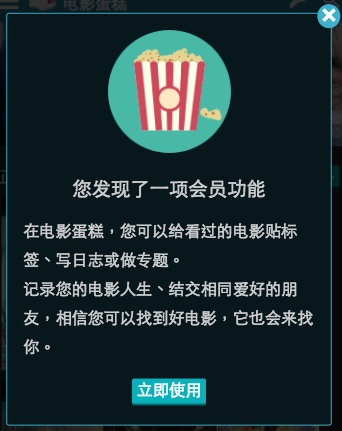 电影蛋糕
您发现了一项会员功能
在电影蛋糕，您可以给看过的电影贴标
签、写日志或做专题。
记录您的电影人生、结交相同爱好的朋
友，相信您可以找到好电影，它也会来找
你。
立即使用